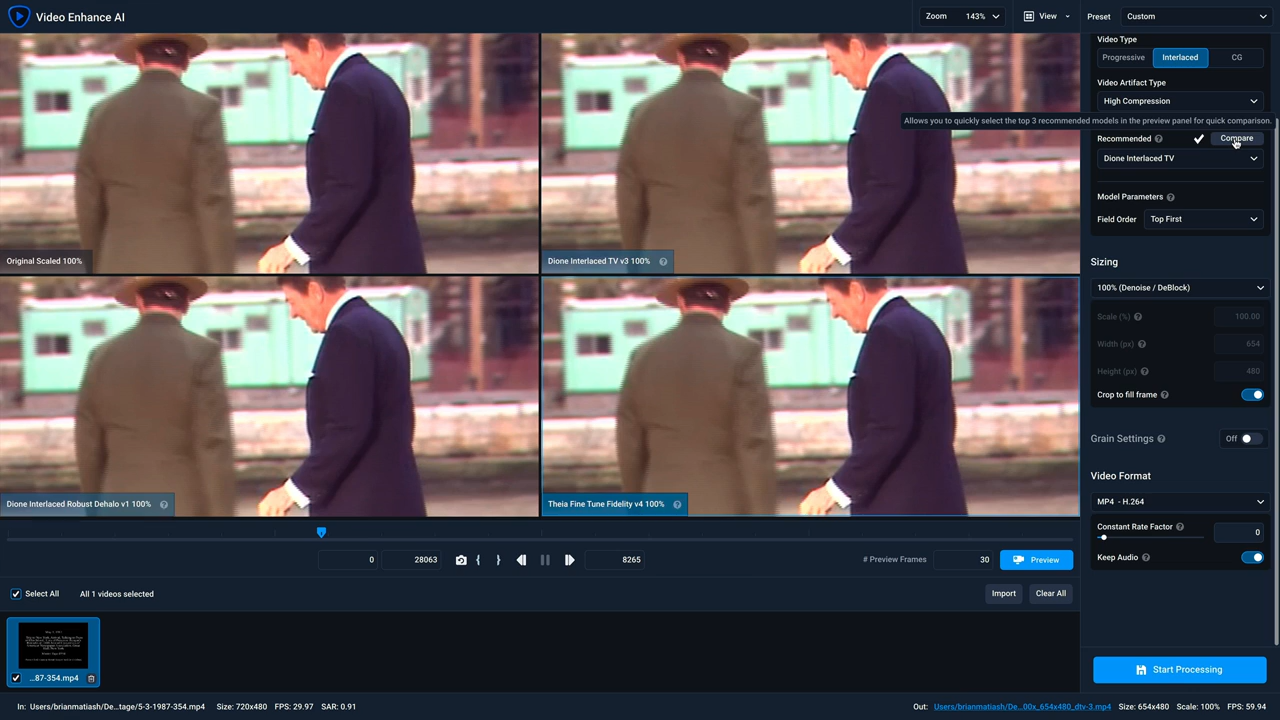 Video Enhance AI
Zoom 143%
View
Preset Custom
Video Type
Progressive Interlaced CG
Video Artifact Type
High Compression
Allows you to quickly select the top 3 recommended models in the preview panel for quick comparison.
Recommended ? Compare
Dione Interlaced TV
Model Parameters ?
Field Order Top First
Original Scaled 100%
Dione Interlaced TV v3 100% ?
Sizing
100% (Denoise / DeBlock)
Scale (%) ? 100.00
Width (px) ? 654
Height (px) ? 480
Crop to fill frame ?
Grain Settings ? Off
Video Format
MP4 - H.264
Dione Interlaced Robust Dehalo v1 100% ?
Theia Fine Tune Fidelity v4 100% ?
Constant Rate Factor ? 0
Keep Audio ?
0 28063 { } 8265
# Preview Frames 30 Preview
Select All All 1 videos selected
Import Clear All
...87-354.mp4
Start Processing
In: Users/brianmatiash/De...tage/5-3-1987-354.mp4 Size: 720x480 FPS: 29.97 SAR: 0.91
Out: Users/brianmatiash/De...00x_654x480_dtv-3.mp4 Size: 654x480 Scale: 100% FPS: 59.94